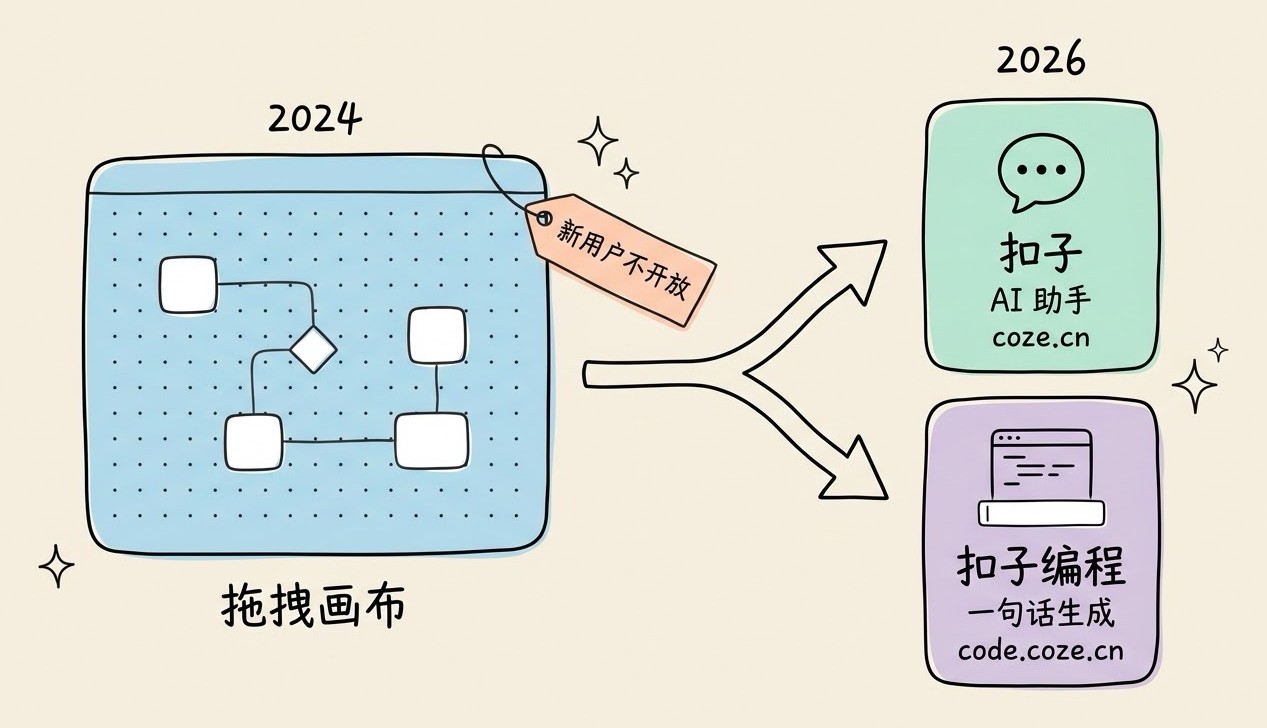 2024
新用户不开放
拖拽画布
2026
扣子
AI 助手
coze.cn
扣子编程
一句话生成
code.coze.cn